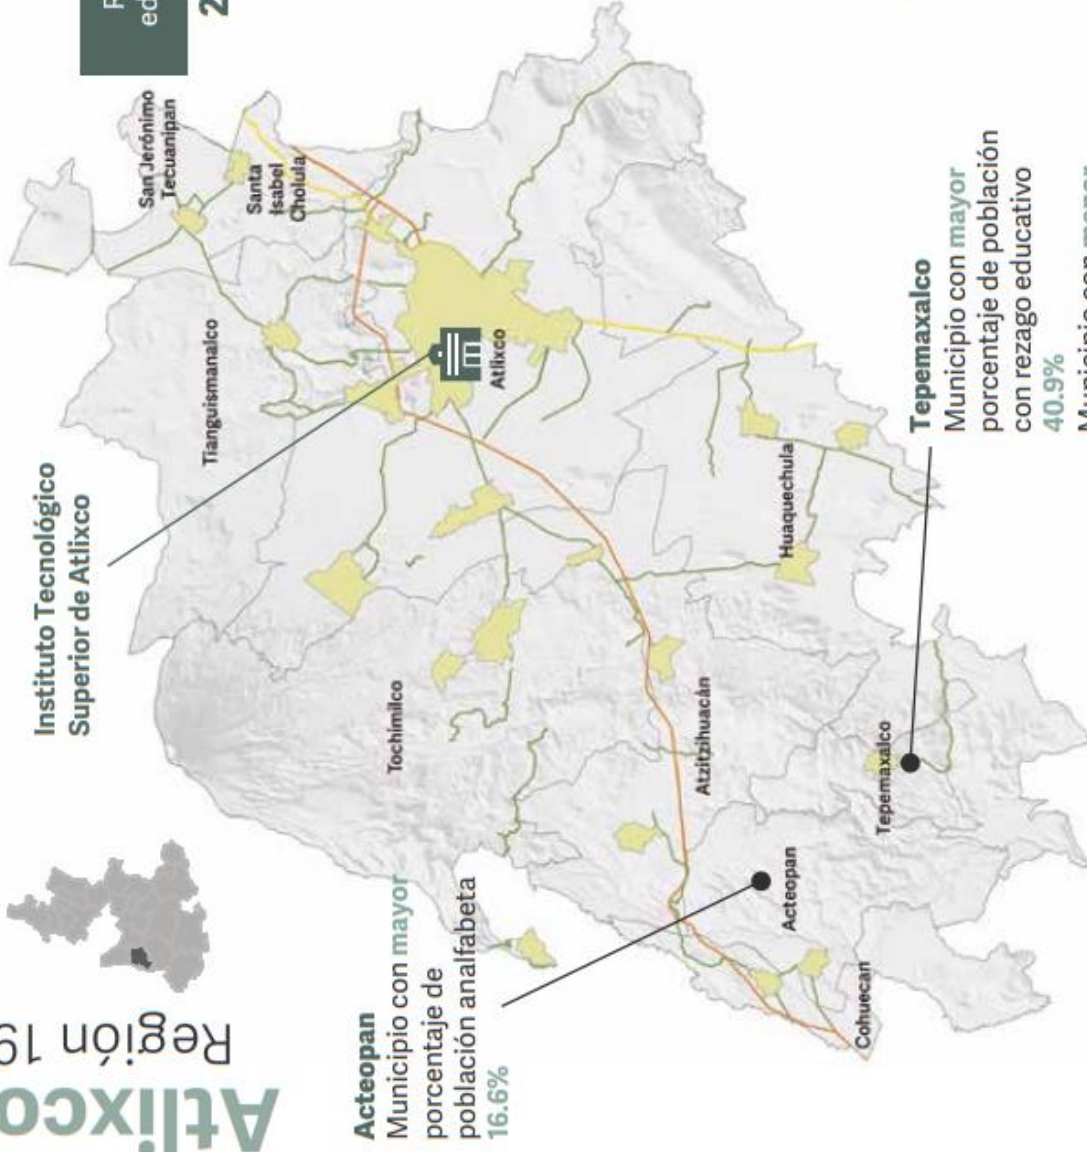 Atlixco
Región 19
Instituto Tecnológico
Superior de Atlixco
San Jerónimo
Tecuanipan
Santa
Isabel
Cholula
Tianguismanalco
Atlixco
Tochimilco
Huaquechula
Atzitzihuacán
Tepemaxalco
Acteopan
Cohuecan
Acteopan
Municipio con mayor
porcentaje de
población analfabeta
16.6%
Tepemaxalco
Municipio con mayor
porcentaje de población
con rezago educativo
40.9%
Municipio con